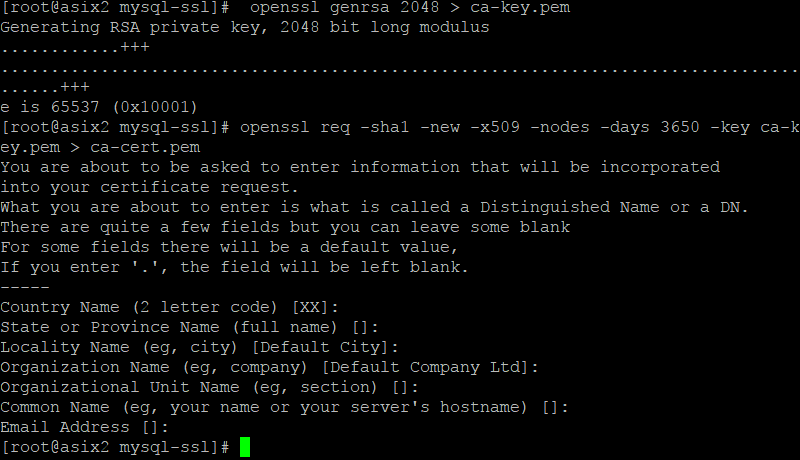 [root@asix2 mysql-ssl]#  openssl genrsa 2048 > ca-key.pem
Generating RSA private key, 2048 bit long modulus
............+++
................................................................................
......+++
e is 65537 (0x10001)
[root@asix2 mysql-ssl]# openssl req -sha1 -new -x509 -nodes -days 3650 -key ca-k
ey.pem > ca-cert.pem
You are about to be asked to enter information that will be incorporated
into your certificate request.
What you are about to enter is what is called a Distinguished Name or a DN.
There are quite a few fields but you can leave some blank
For some fields there will be a default value,
If you enter '.', the field will be left blank.
-----
Country Name (2 letter code) [XX]:
State or Province Name (full name) []:
Locality Name (eg, city) [Default City]:
Organization Name (eg, company) [Default Company Ltd]:
Organizational Unit Name (eg, section) []:
Common Name (eg, your name or your server's hostname) []:
Email Address []:
[root@asix2 mysql-ssl]#